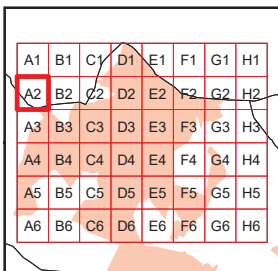 A1 B1 C1 D1 E1 F1 G1 H1
A2 B2 C2 D2 E2 F2 G2 H2
A3 B3 C3 D3 E3 F3 G3 H3
A4 B4 C4 D4 E4 F4 G4 H4
A5 B5 C5 D5 E5 F5 G5 H5
A6 B6 C6 D6 E6 F6 G6 H6